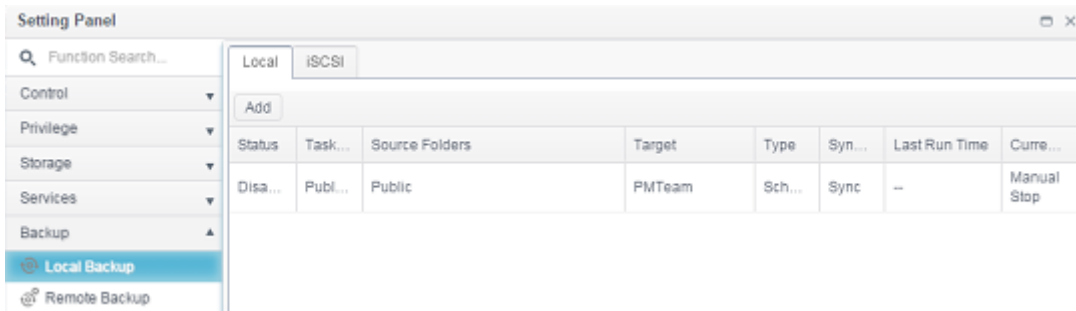 Setting Panel
Function Search...
Local iSCSI
Control
Add
Privilege
Status Task... Source Folders Target Type Syn... Last Run Time Curre...
Storage
Disa... Publ... Public PMTeam Sch... Sync -- Manual Stop
Services
Backup
Local Backup
Remote Backup